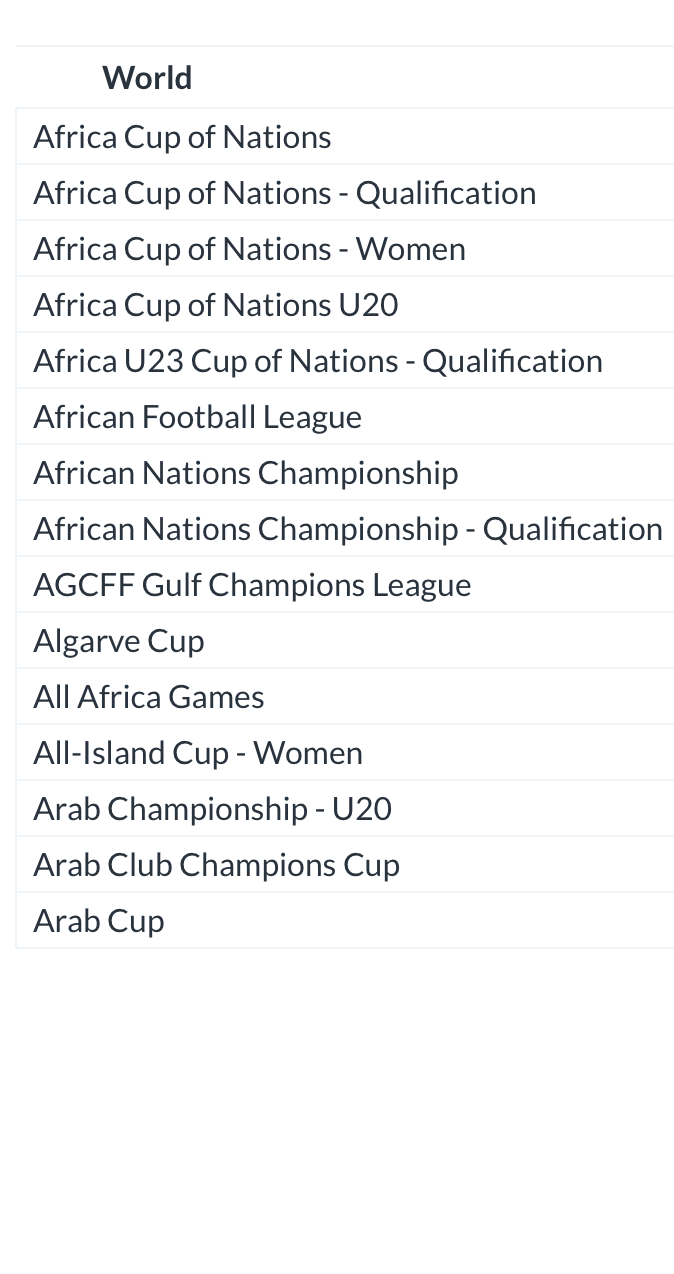 World
Africa Cup of Nations
Africa Cup of Nations - Qualification
Africa Cup of Nations - Women
Africa Cup of Nations U20
Africa U23 Cup of Nations - Qualification
African Football League
African Nations Championship
African Nations Championship - Qualification
AGCFF Gulf Champions League
Algarve Cup
All Africa Games
All-Island Cup - Women
Arab Championship - U20
Arab Club Champions Cup
Arab Cup